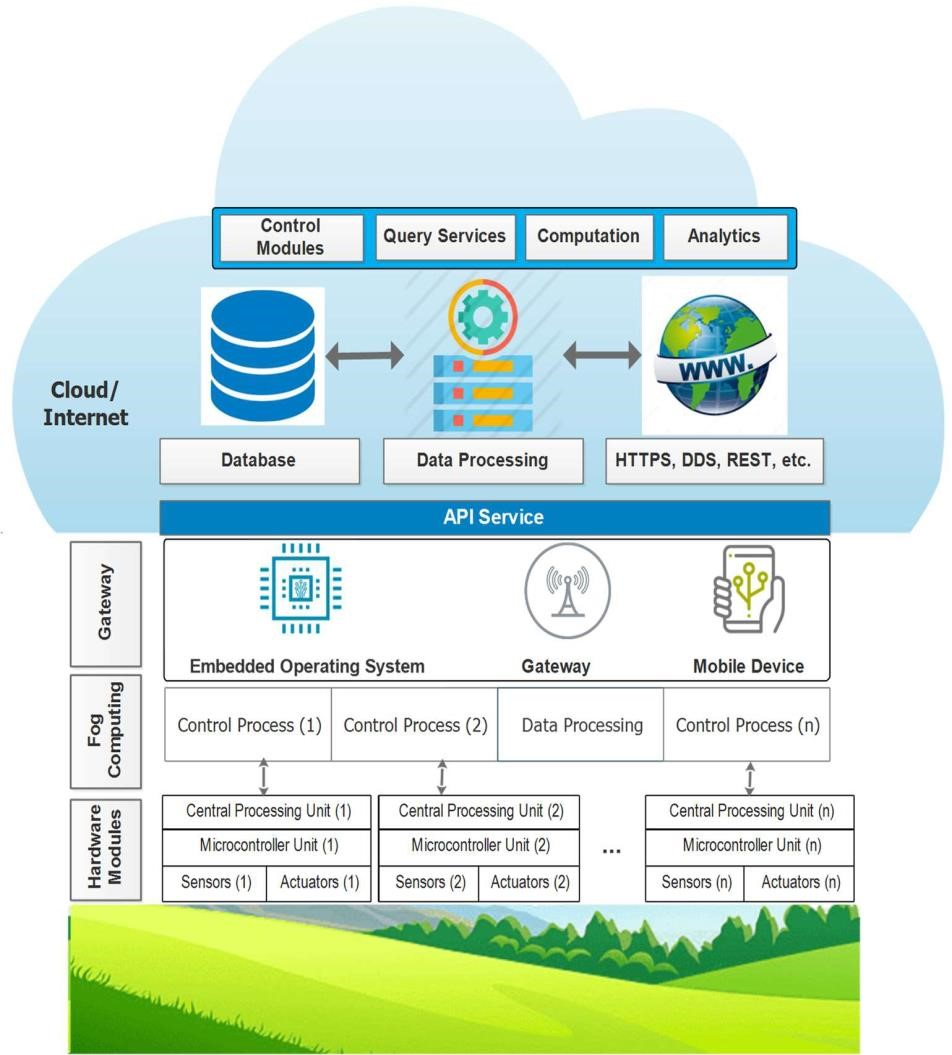 Control
Modules
Query Services
Computation
Analytics
WWW.
Cloud/
Internet
Database
Data Processing
HTTPS, DDS, REST, etc.
API Service
Gateway
Embedded Operating System
Gateway
Mobile Device
Fog
Computing
Control Process (1)
Control Process (2)
Data Processing
Control Process (n)
Hardware
Modules
Central Processing Unit (1)
Central Processing Unit (2)
Central Processing Unit (n)
Microcontroller Unit (1)
Microcontroller Unit (2)
...
Microcontroller Unit (n)
Sensors (1)
Actuators (1)
Sensors (2)
Actuators (2)
Sensors (n)
Actuators (n)